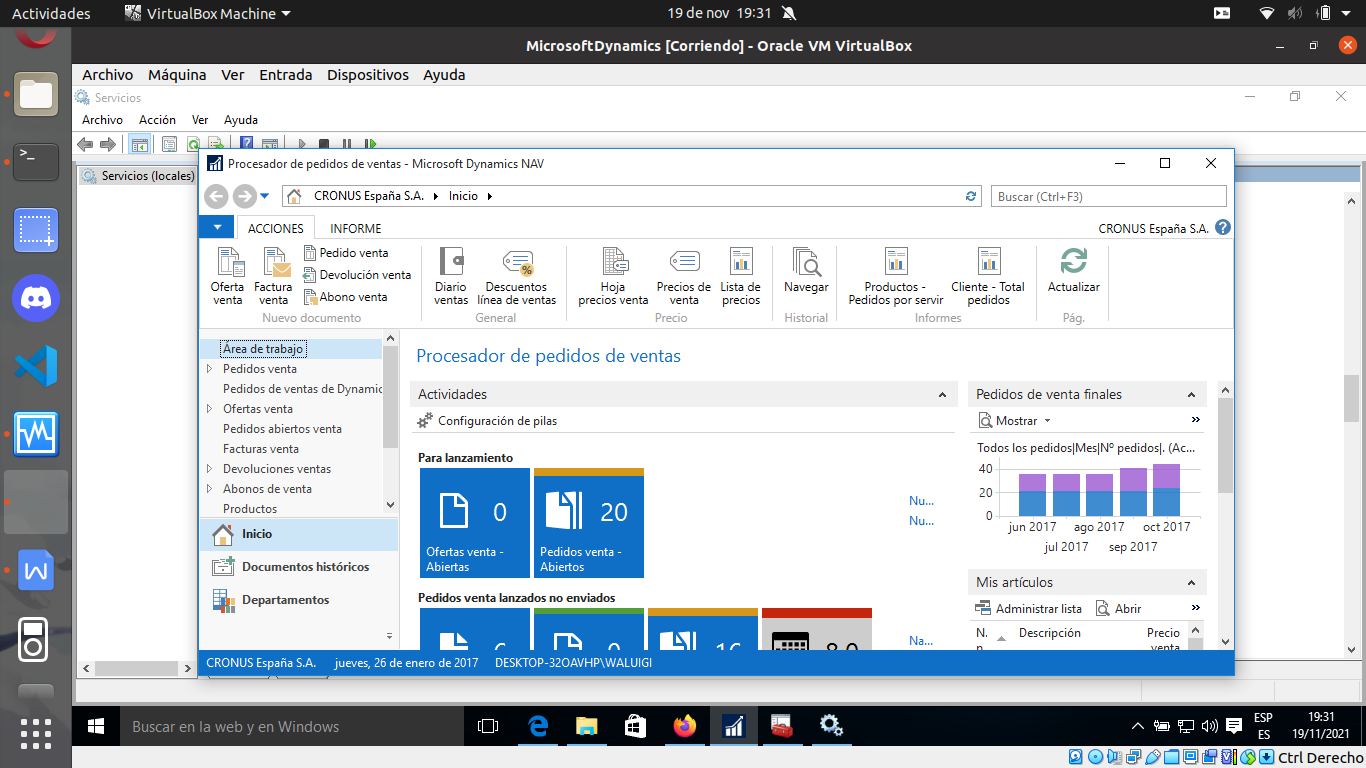 Actividades
VirtualBox Machine
19 de nov 19:31
MicrosoftDynamics [Corriendo] - Oracle VM VirtualBox
Archivo Máquina Ver Entrada Dispositivos Ayuda
Servicios
Archivo Acción Ver Ayuda
Servicios (locales)
Procesador de pedidos de ventas - Microsoft Dynamics NAV
CRONUS España S.A. Inicio
Buscar (Ctrl+F3)
ACCIONES INFORME
CRONUS España S.A.
Oferta venta
Factura venta
Pedido venta
Devolución venta
Abono venta
Nuevo documento
Diario ventas
Descuentos línea de ventas
General
Hoja precios venta
Precios de venta
Lista de precios
Precio
Navegar
Historial
Productos - Pedidos por servir
Cliente - Total pedidos
Informes
Actualizar
Pág.
Área de trabajo
Pedidos venta
Pedidos de ventas de Dynamic
Ofertas venta
Pedidos abiertos venta
Facturas venta
Devoluciones ventas
Abonos de venta
Productos
Inicio
Documentos históricos
Departamentos
Procesador de pedidos de ventas
Actividades
Configuración de pilas
Para lanzamiento
0
Ofertas venta - Abiertas
20
Pedidos venta - Abiertos
Nu...
Nu...
Pedidos venta lanzados no enviados
Na...
Pedidos de venta finales
Mostrar
Todos los pedidos|Mes|Nº pedidos|. (Ac...
40
20
0
jun 2017 ago 2017 oct 2017
jul 2017 sep 2017
Mis artículos
Administrar lista Abrir
N. Descripción Precio
venta
CRONUS España S.A. jueves, 26 de enero de 2017 DESKTOP-32OAVHP\WALUIGI
Buscar en la web y en Windows
ESP
ES
19:31
19/11/2021
Ctrl Derecho